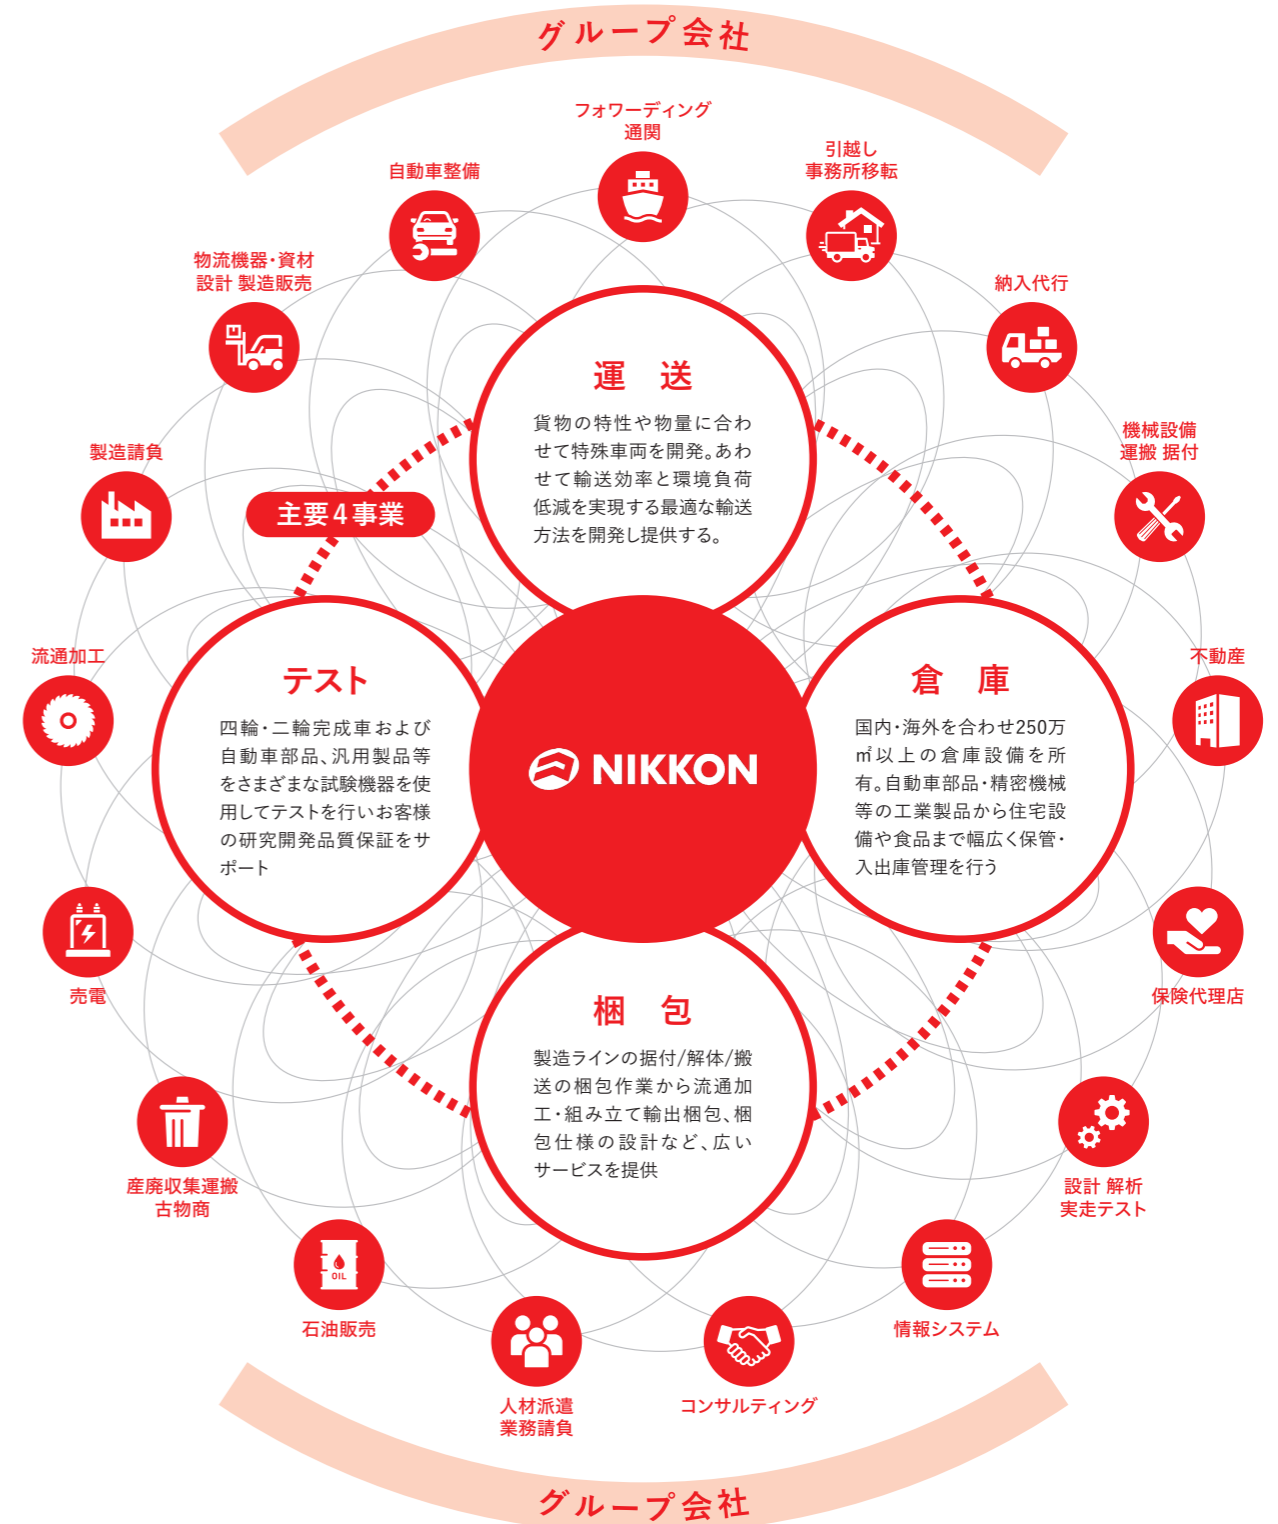 グループ会社
フォワーディング
通関
引越し
事務所移転
自動車整備
物流機器・資材
設計 製造販売
納入代行
機械設備
運搬 据付
製造請負
主要4事業
運　送
貨物の特性や物量に合わ
せて特殊車両を開発。あわ
せて輸送効率と環境負荷
低減を実現する最適な輸送
方法を開発し提供する。
流通加工
不動産
テスト
四輪・二輪完成車および
自動車部品、汎用製品等
をさまざまな試験機器を使
用してテストを行いお客様
の研究開発品質保証をサ
ポート
NIKKON
倉　庫
国内・海外を合わせ250万
㎡以上の倉庫設備を所
有。自動車部品・精密機械
等の工業製品から住宅設
備や食品まで幅広く保管・
入出庫管理を行う
売電
保険代理店
梱　包
製造ラインの据付/解体/搬
送の梱包作業から流通加
工・組み立て輸出梱包、梱
包仕様の設計など、広い
サービスを提供
産廃収集運搬
古物商
設計 解析
実走テスト
OIL
石油販売
情報システム
人材派遣
業務請負
コンサルティング
グループ会社